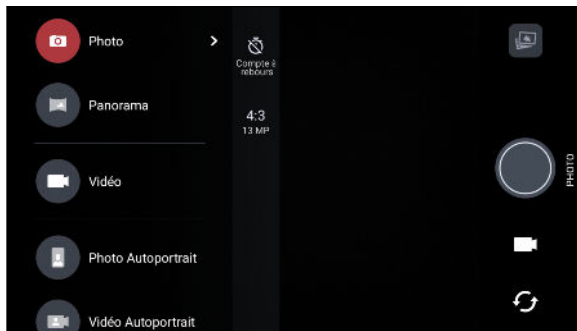 Photo
Panorama
Vidéo
Photo Autoportrait
Vidéo Autoportrait
Compte à
rebours
4:3
13 MP
PHOTO